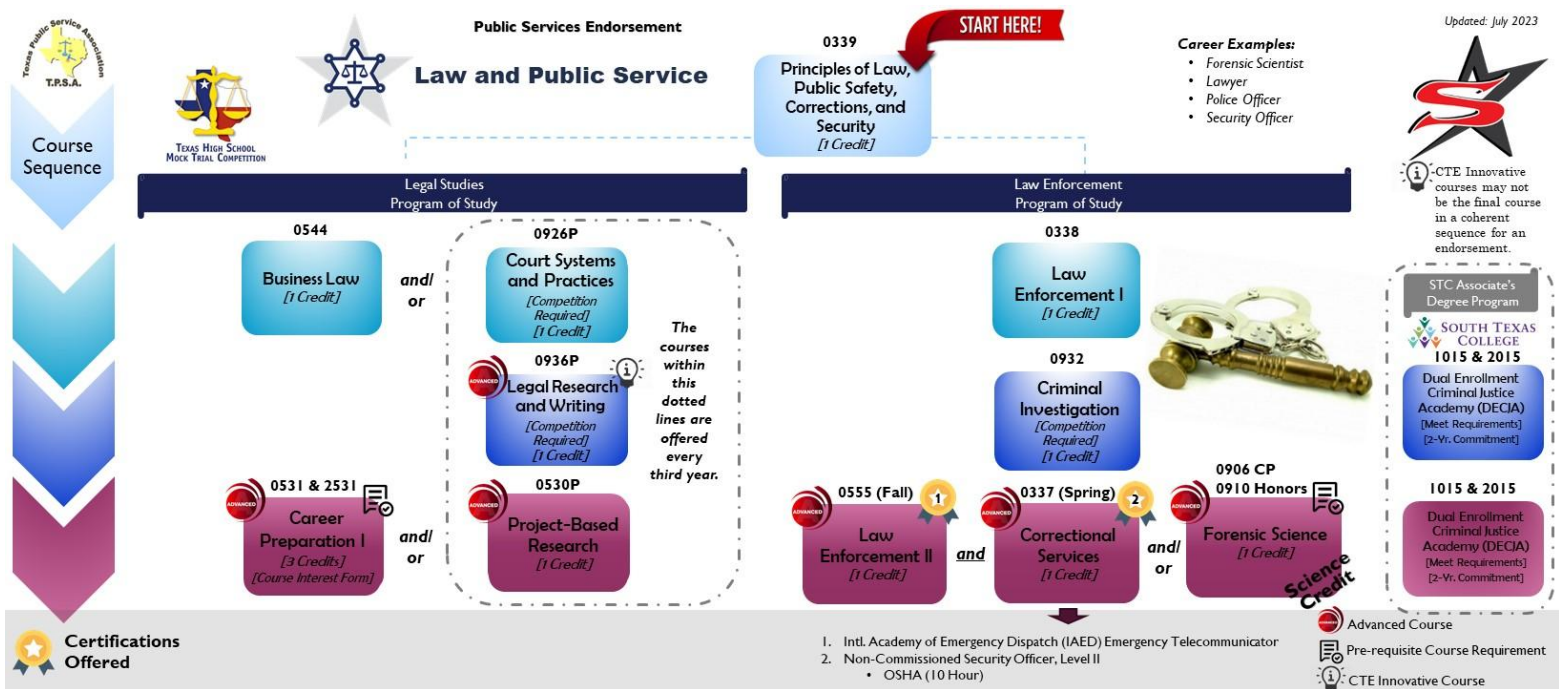 Texas Public Service Association
T.P.S.A.
Course
Sequence
TEXAS HIGH SCHOOL
MOCK TRIAL COMPETITION
Public Services Endorsement
Law and Public Service
START HERE!
0339
Principles of Law,
Public Safety,
Corrections, and
Security
[1 Credit]
Career Examples:
• Forensic Scientist
• Lawyer
• Police Officer
• Security Officer
Updated: July 2023
S
CTE Innovative
courses may not
be the final course
in a coherent
sequence for an
endorsement.
Legal Studies
Program of Study
0544
Business Law
[1 Credit]
and/
or
0926P
Court Systems
and Practices
[Competition
Required]
[1 Credit]
0936P
ADVANCED
Legal Research
and Writing
[Competition
Required]
[1 Credit]
The
courses
within
this
dotted
lines are
offered
every
third year.
0531 & 2531
ADVANCED
Career
Preparation I
[3 Credits]
[Course Interest Form]
and/
or
0530P
ADVANCED
Project-Based
Research
[1 Credit]
Law Enforcement
Program of Study
0338
Law
Enforcement I
[1 Credit]
0932
Criminal
Investigation
[Competition
Required]
[1 Credit]
0555 (Fall)
1
ADVANCED
Law
Enforcement II
[1 Credit]
and
0337 (Spring)
2
ADVANCED
Correctional
Services
[1 Credit]
and/
or
0906 CP
0910 Honors
ADVANCED
Forensic Science
[1 Credit]
Science
Credit
STC Associate's
Degree Program
SOUTH TEXAS
COLLEGE
1015 & 2015
Dual Enrollment
Criminal Justice
Academy (DECJA)
[Meet Requirements]
[2-Yr. Commitment]
1015 & 2015
Dual Enrollment
Criminal Justice
Academy (DECJA)
[Meet Requirements]
[2-Yr. Commitment]
Certifications
Offered
1. Intl. Academy of Emergency Dispatch (IAED) Emergency Telecommunicator
2. Non-Commissioned Security Officer, Level II
• OSHA (10 Hour)
ADVANCED
Advanced Course
Pre-requisite Course Requirement
CTE Innovative Course